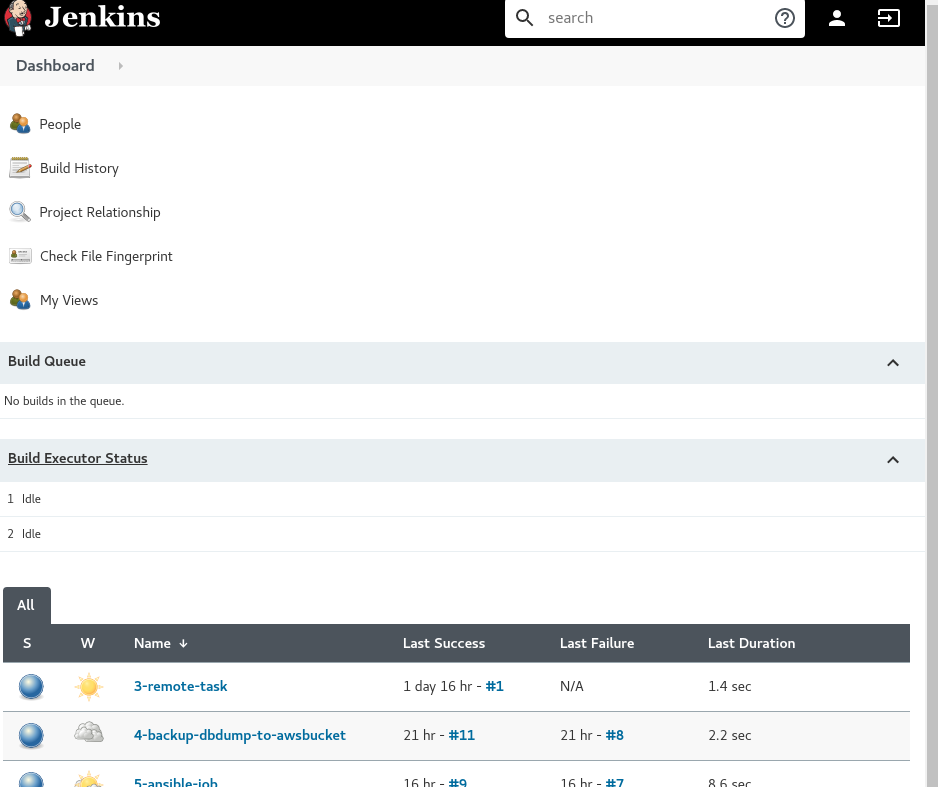 Jenkins
search
Dashboard
People
Build History
Project Relationship
Check File Fingerprint
My Views
Build Queue
No builds in the queue.
Build Executor Status
1 Idle
2 Idle
All
S W Name ↓ Last Success Last Failure Last Duration
3-remote-task 1 day 16 hr - #1 N/A 1.4 sec
4-backup-dbdump-to-awsbucket 21 hr - #11 21 hr - #8 2.2 sec
5-ansible-job 16 hr - #9 16 hr - #7 8.6 sec